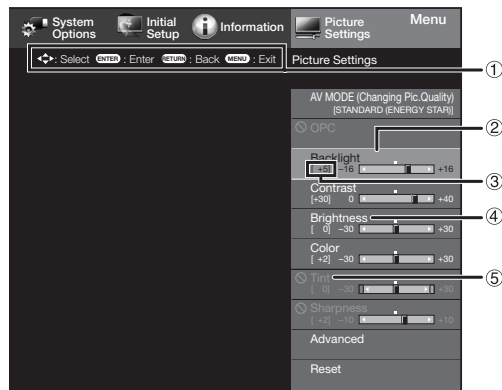 System Options
Initial Setup
Information
Picture Settings
Menu
: Select ENTER : Enter RETURN : Back MENU : Exit
Picture Settings
①
AV MODE (Changing Pic.Quality)
[STANDARD (ENERGY STAR)]
OPC
②
Backlight
[ +5] –16 +16
③
Contrast
[+30] 0 +40
Brightness
④
[ 0] –30 +30
Color
[ +2] –30 +30
Tint
⑤
[ 0] –30 +30
Sharpness
[ +2] –10 +10
Advanced
Reset